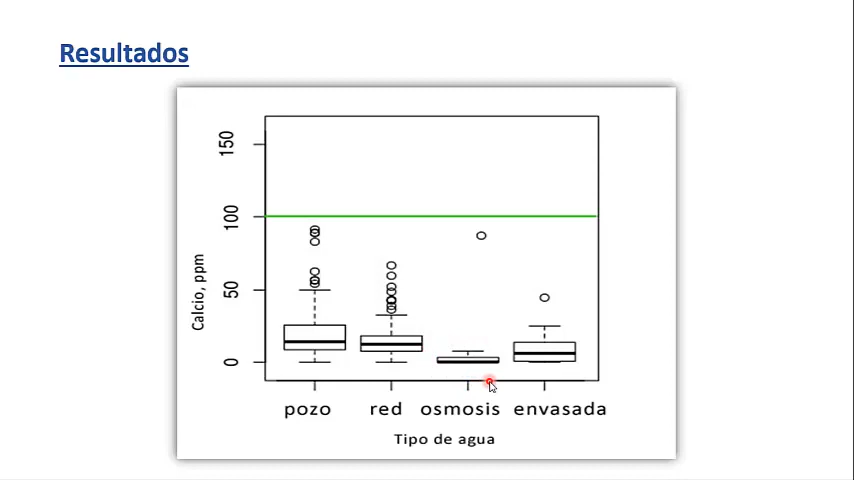 Resultados
150
100
50
0
Calcio, ppm
pozo red osmosis envasada
Tipo de agua